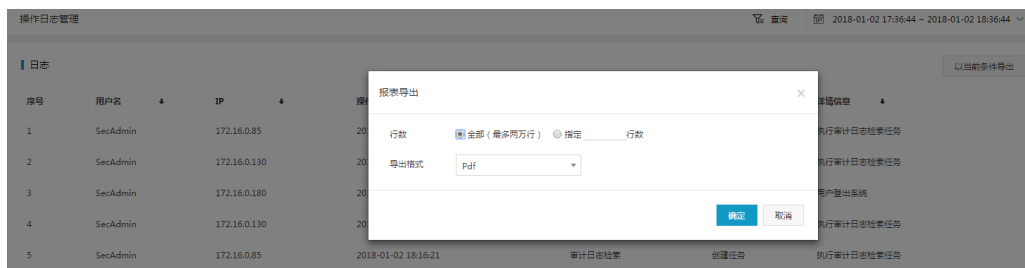 操作日志管理 查询 2018-01-02 17:36:44 ~ 2018-01-02 18:36:44
日志 以当前条件导出
报表导出
序号 用户名 IP 详情信息
行数 全部（最多两万行） 指定 行数
1 SecAdmin 172.16.0.85 执行审计日志检索任务
导出格式 Pdf
2 SecAdmin 172.16.0.130 执行审计日志检索任务
3 SecAdmin 172.16.0.180 用户登出系统
确定 取消
4 SecAdmin 172.16.0.130 执行审计日志检索任务
5 SecAdmin 172.16.0.85 2018-01-02 18:16:21 审计日志检索 创建任务 执行审计日志检索任务